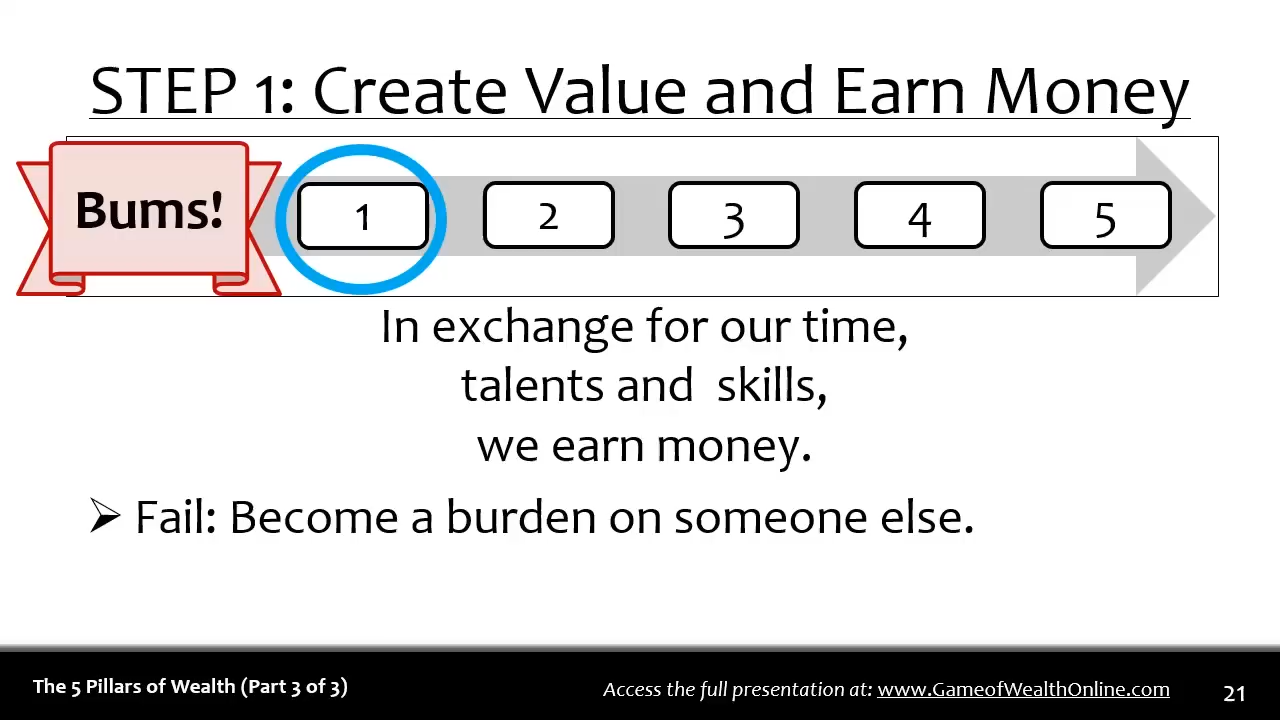 STEP 1: Create Value and Earn Money
Bums!
1
2
3
4
5
In exchange for our time,
talents and skills,
we earn money.
Fail: Become a burden on someone else.
The 5 Pillars of Wealth (Part 3 of 3)
Access the full presentation at: www.GameofWealthOnline.com
21